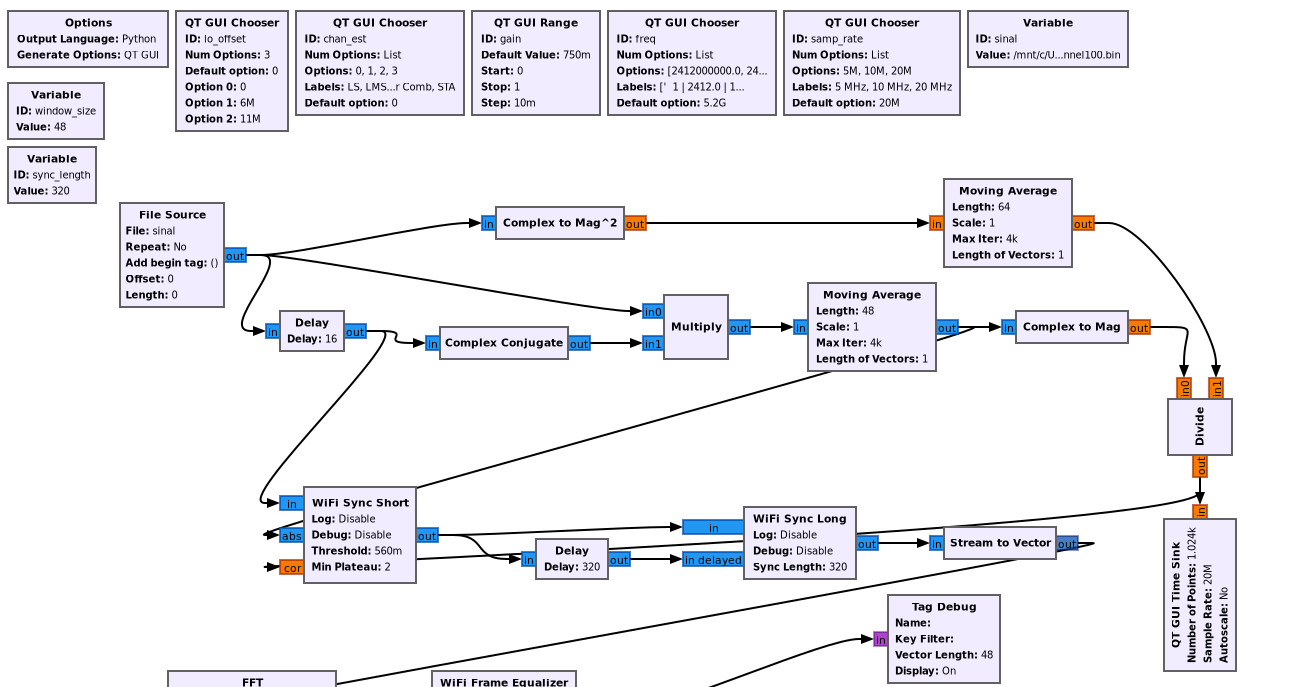 Options
Output Language: Python
Generate Options: QT GUI
QT GUI Chooser
ID: lo_offset
Num Options: 3
Default option: 0
Option 0: 0
Option 1: 6M
Option 2: 11M
QT GUI Chooser
ID: chan_est
Num Options: List
Options: 0, 1, 2, 3
Labels: LS, LMS...r Comb, STA
Default option: 0
QT GUI Range
ID: gain
Default Value: 750m
Start: 0
Stop: 1
Step: 10m
QT GUI Chooser
ID: freq
Num Options: List
Options: [2412000000.0, 24...
Labels: ['  1 | 2412.0 | 1...
Default option: 5.2G
QT GUI Chooser
ID: samp_rate
Num Options: List
Options: 5M, 10M, 20M
Labels: 5 MHz, 10 MHz, 20 MHz
Default option: 20M
Variable
ID: sinal
Value: /mnt/c/U...nnel100.bin
Variable
ID: window_size
Value: 48
Variable
ID: sync_length
Value: 320
File Source
File: sinal
Repeat: No
Add begin tag: ()
Offset: 0
Length: 0
out
in
Complex to Mag^2
out
in
Moving Average
Length: 64
Scale: 1
Max Iter: 4k
Length of Vectors: 1
out
in
Delay
Delay: 16
out
in
Complex Conjugate
out
in0
in1
Multiply
out
in
Moving Average
Length: 48
Scale: 1
Max Iter: 4k
Length of Vectors: 1
out
in
Complex to Mag
out
in0
in1
Divide
out
in
QT GUI Time Sink
Number of Points: 1.024k
Sample Rate: 20M
Autoscale: No
in
abs
cor
WiFi Sync Short
Log: Disable
Debug: Disable
Threshold: 560m
Min Plateau: 2
out
in
Delay
Delay: 320
out
in
in delayed
WiFi Sync Long
Log: Disable
Debug: Disable
Sync Length: 320
out
in
Stream to Vector
out
in
Tag Debug
Name:
Key Filter:
Vector Length: 48
Display: On
FFT
WiFi Frame Equalizer